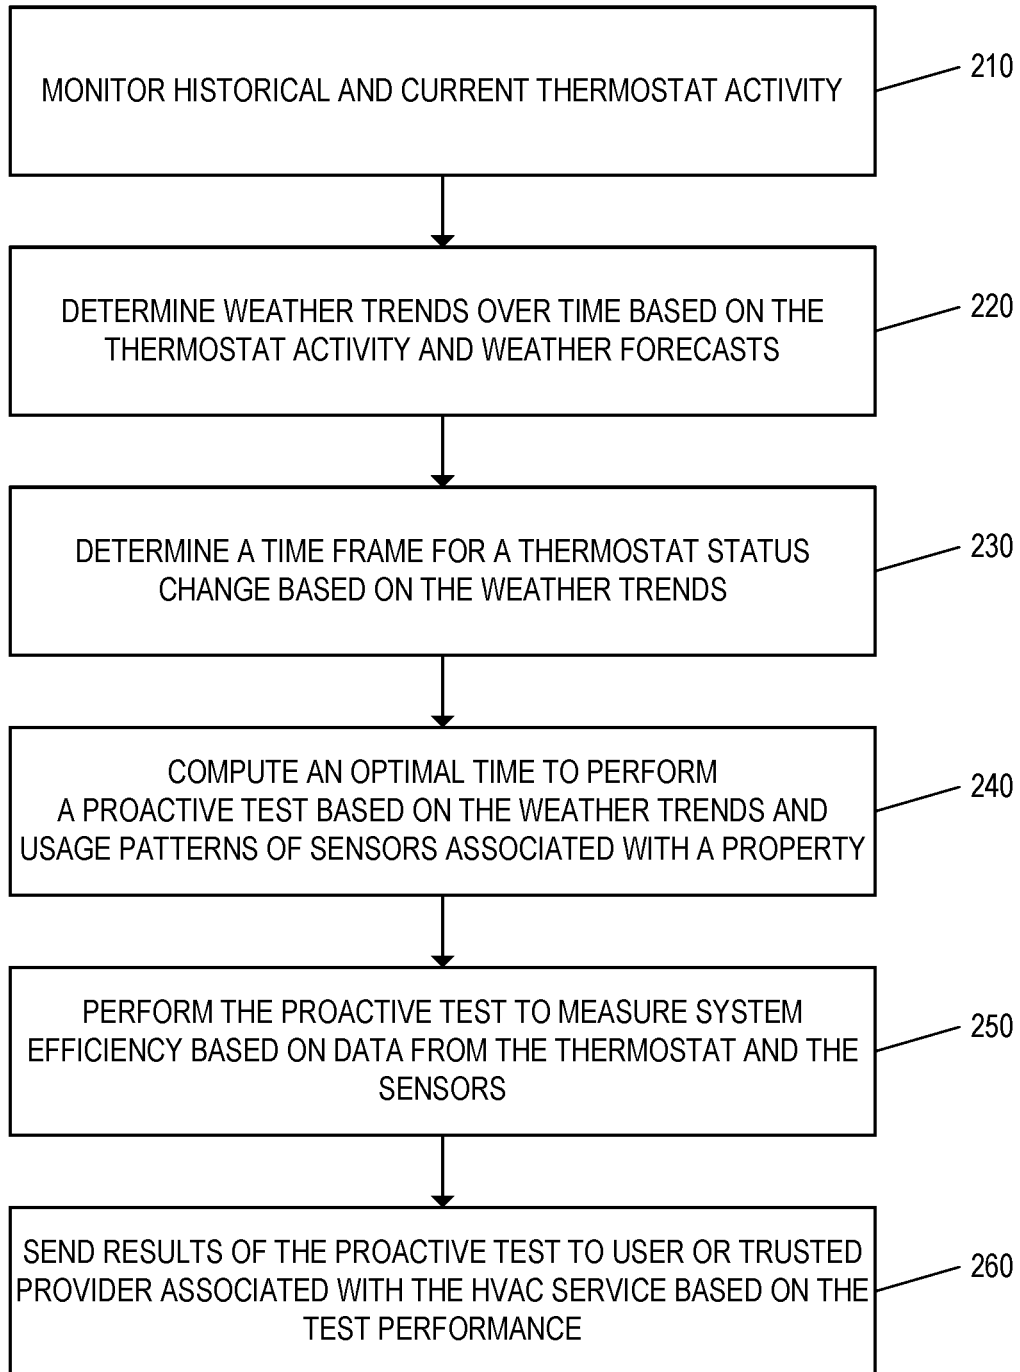 MONITOR HISTORICAL AND CURRENT THERMOSTAT ACTIVITY
210
DETERMINE WEATHER TRENDS OVER TIME BASED ON THE
THERMOSTAT ACTIVITY AND WEATHER FORECASTS
220
DETERMINE A TIME FRAME FOR A THERMOSTAT STATUS
CHANGE BASED ON THE WEATHER TRENDS
230
COMPUTE AN OPTIMAL TIME TO PERFORM
A PROACTIVE TEST BASED ON THE WEATHER TRENDS AND
USAGE PATTERNS OF SENSORS ASSOCIATED WITH A PROPERTY
240
PERFORM THE PROACTIVE TEST TO MEASURE SYSTEM
EFFICIENCY BASED ON DATA FROM THE THERMOSTAT AND THE
SENSORS
250
SEND RESULTS OF THE PROACTIVE TEST TO USER OR TRUSTED
PROVIDER ASSOCIATED WITH THE HVAC SERVICE BASED ON THE
TEST PERFORMANCE
260